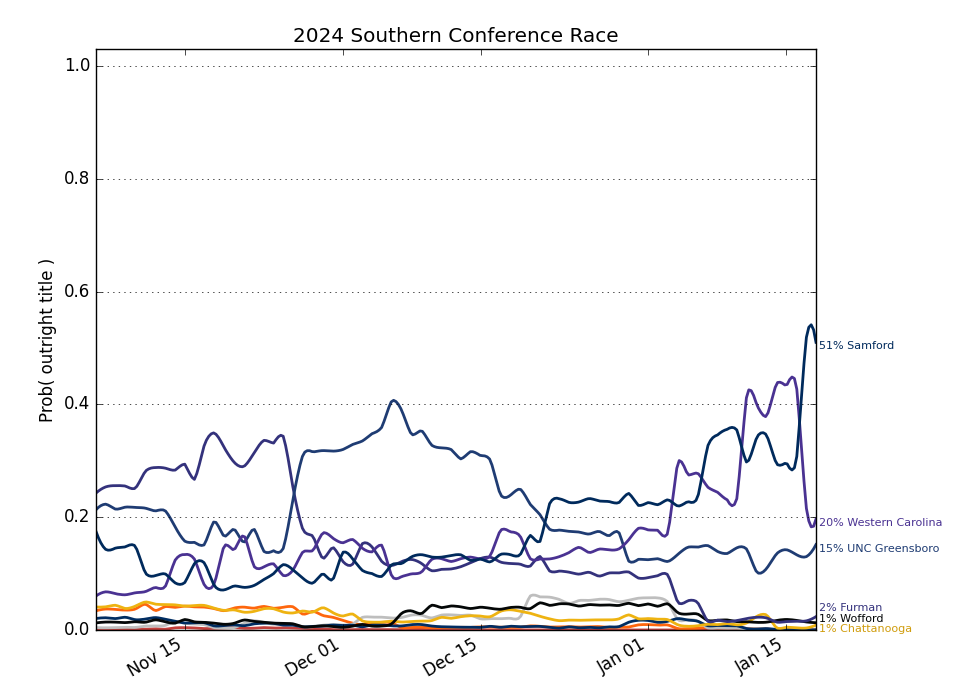 2024 Southern Conference Race
Prob( outright title )
1.0
0.8
0.6
0.4
0.2
0.0
51% Samford
20% Western Carolina
15% UNC Greensboro
2% Furman
1% Wofford
1% Chattanooga
Nov 15
Dec 01
Dec 15
Jan 01
Jan 15